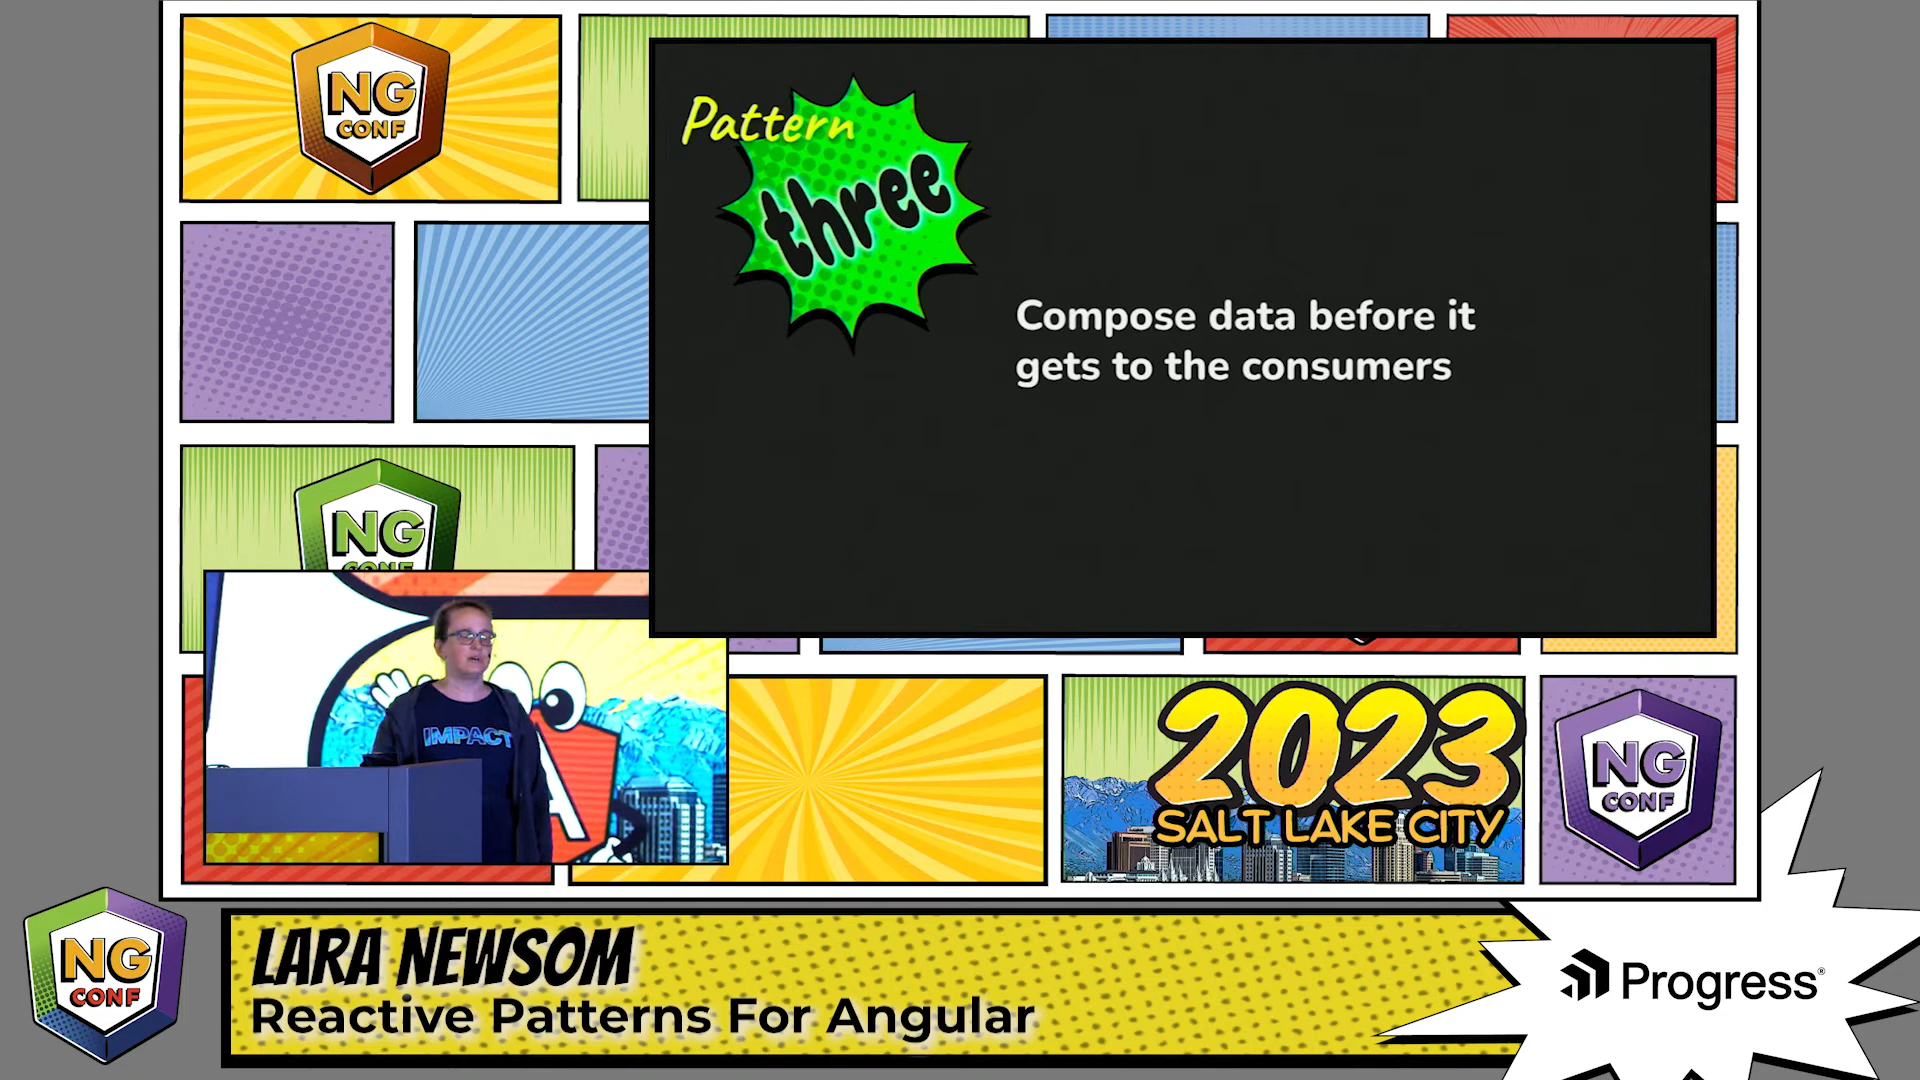 NG
CONF
Pattern
three
Compose data before it
gets to the consumers
NG
CONF
IMPACT
A
2023
SALT LAKE CITY
NG
CONF
NG
CONF
LARA NEWSOM
Reactive Patterns For Angular
Progress®